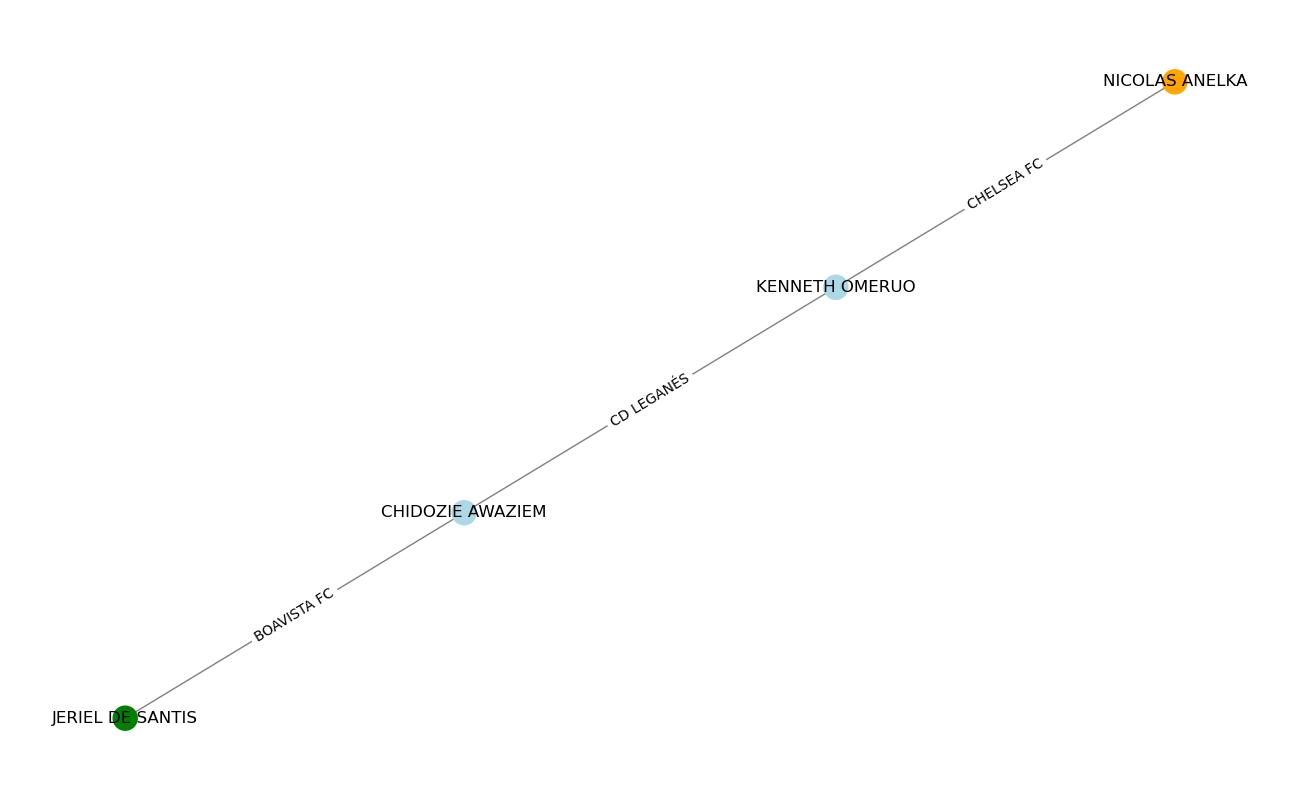 NICOLAS ANELKA
CHELSEA FC
KENNETH OMERUO
CD LEGANÉS
CHIDOZIE AWAZIEM
BOAVISTA FC
JERIEL DE SANTIS